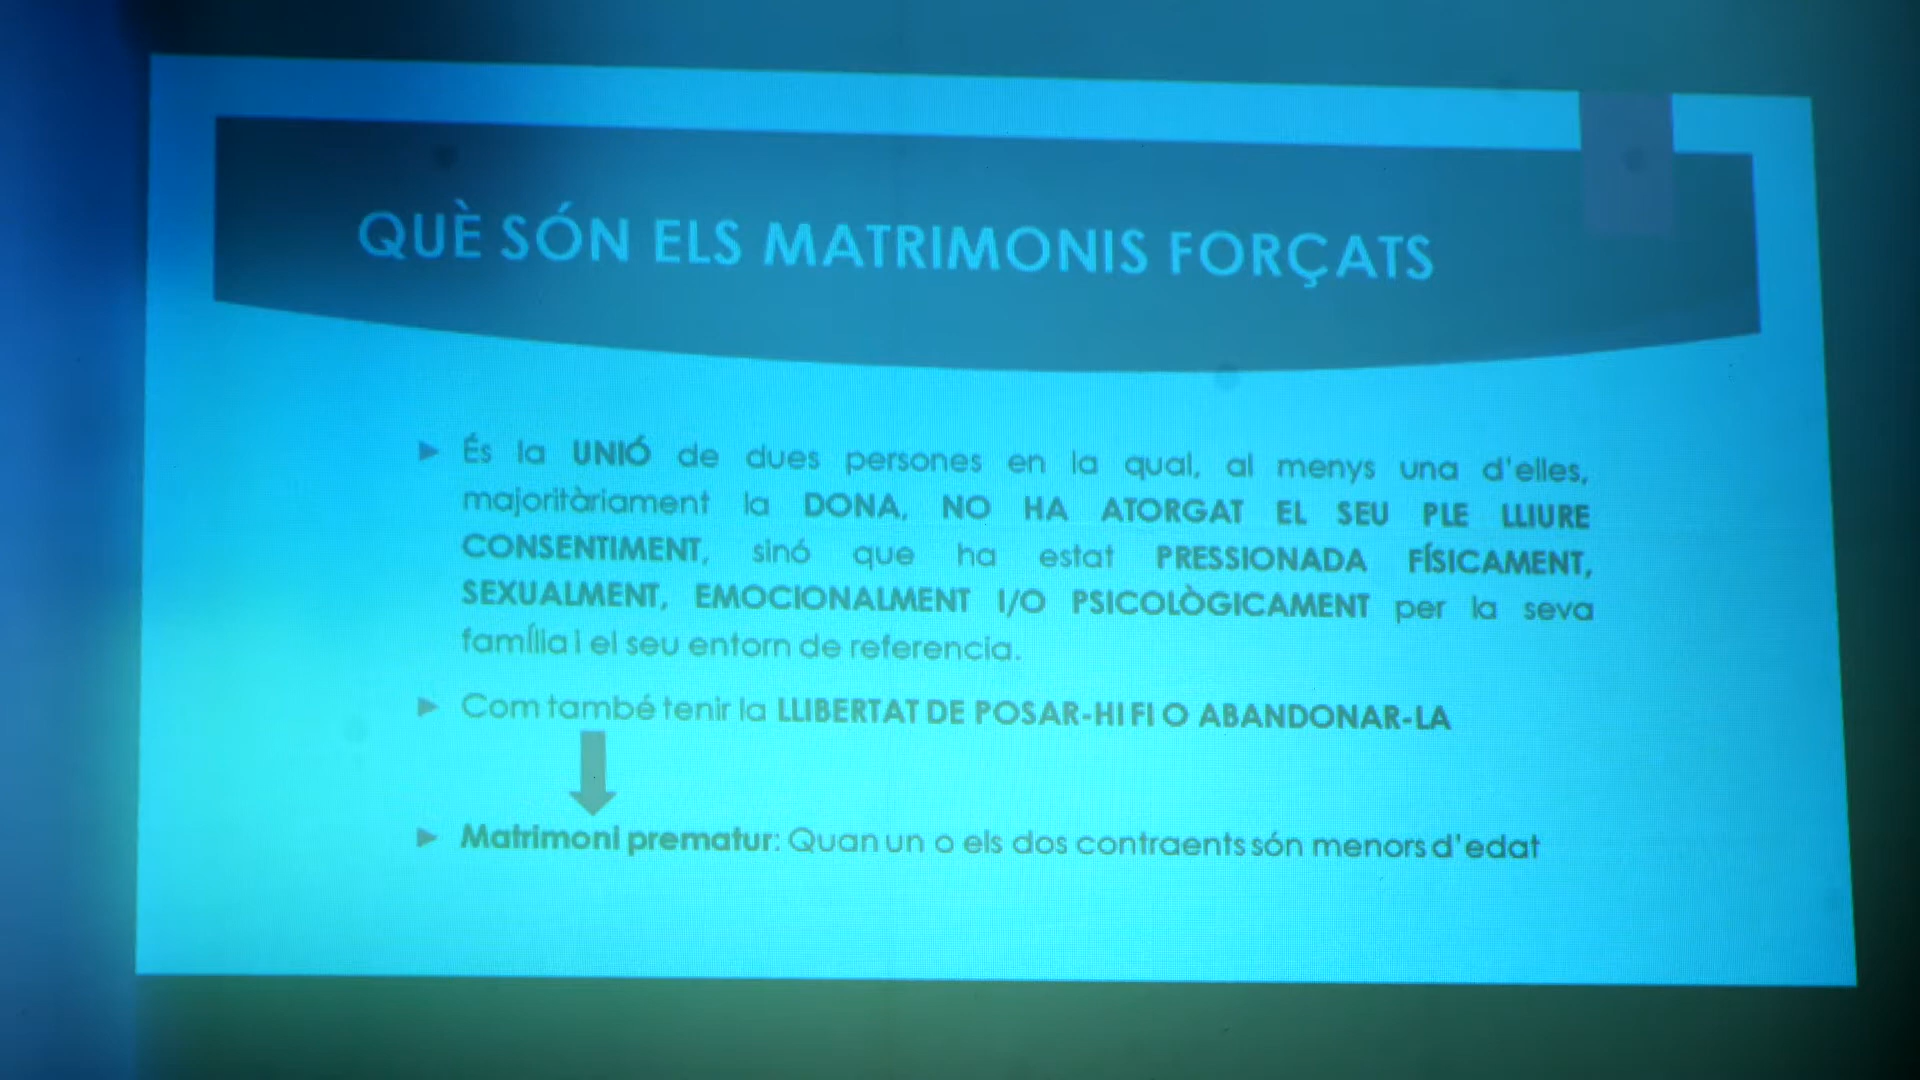 QUÈ SÓN ELS MATRIMONIS FORÇATS
És la UNIÓ de dues persones en la qual, al menys una d'elles,
majoritàriament la DONA, NO HA ATORGAT EL SEU PLE LLIURE
CONSENTIMENT, sinó que ha estat PRESSIONADA FÍSICAMENT,
SEXUALMENT, EMOCIONALMENT I/O PSICOLÒGICAMENT per la seva
família i el seu entorn de referencia.
Com també tenir la LLIBERTAT DE POSAR-HI FI O ABANDONAR-LA
Matrimoni prematur: Quan un o els dos contraents són menors d'edat